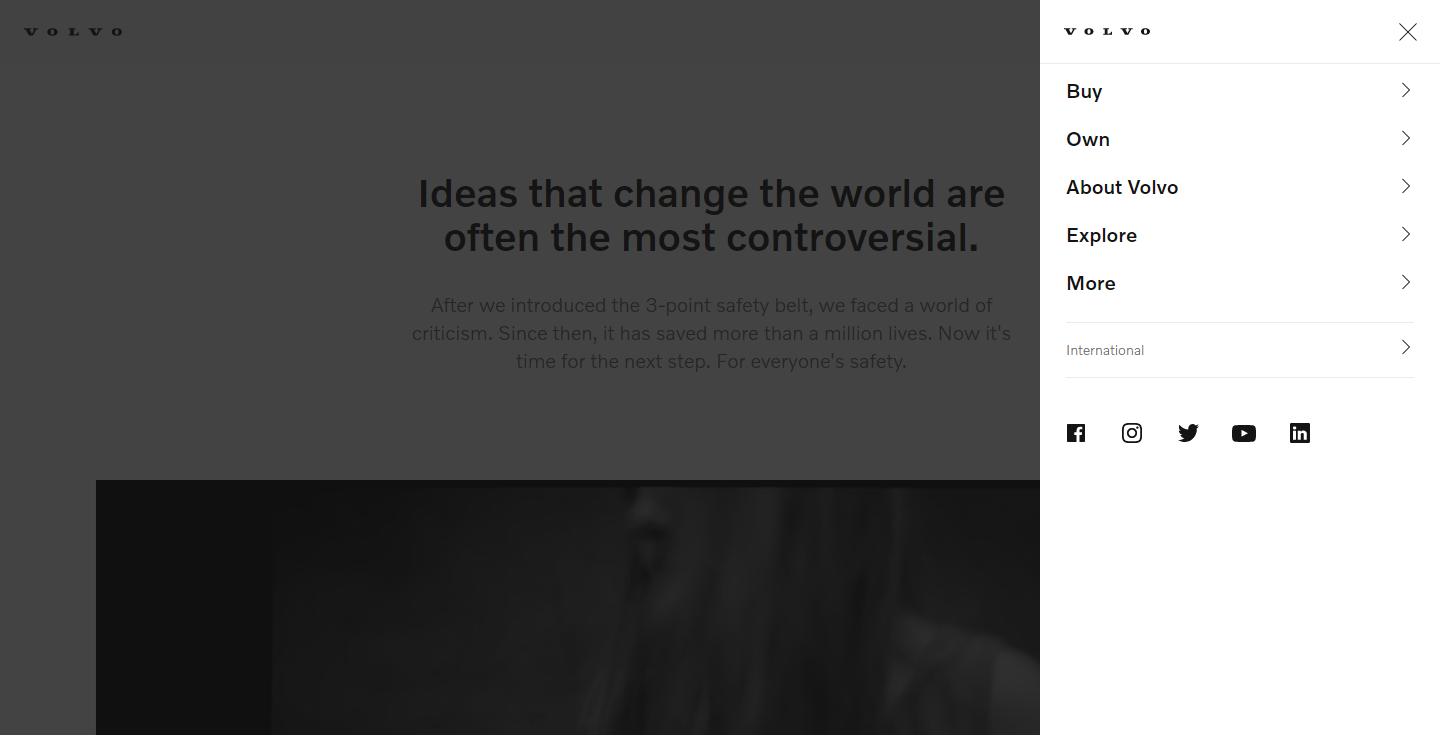 VOLVO
Ideas that change the world are
often the most controversial.
After we introduced the 3-point safety belt, we faced a world of
criticism. Since then, it has saved more than a million lives. Now it's
time for the next step. For everyone's safety.
VOLVO
Buy
Own
About Volvo
Explore
More
International